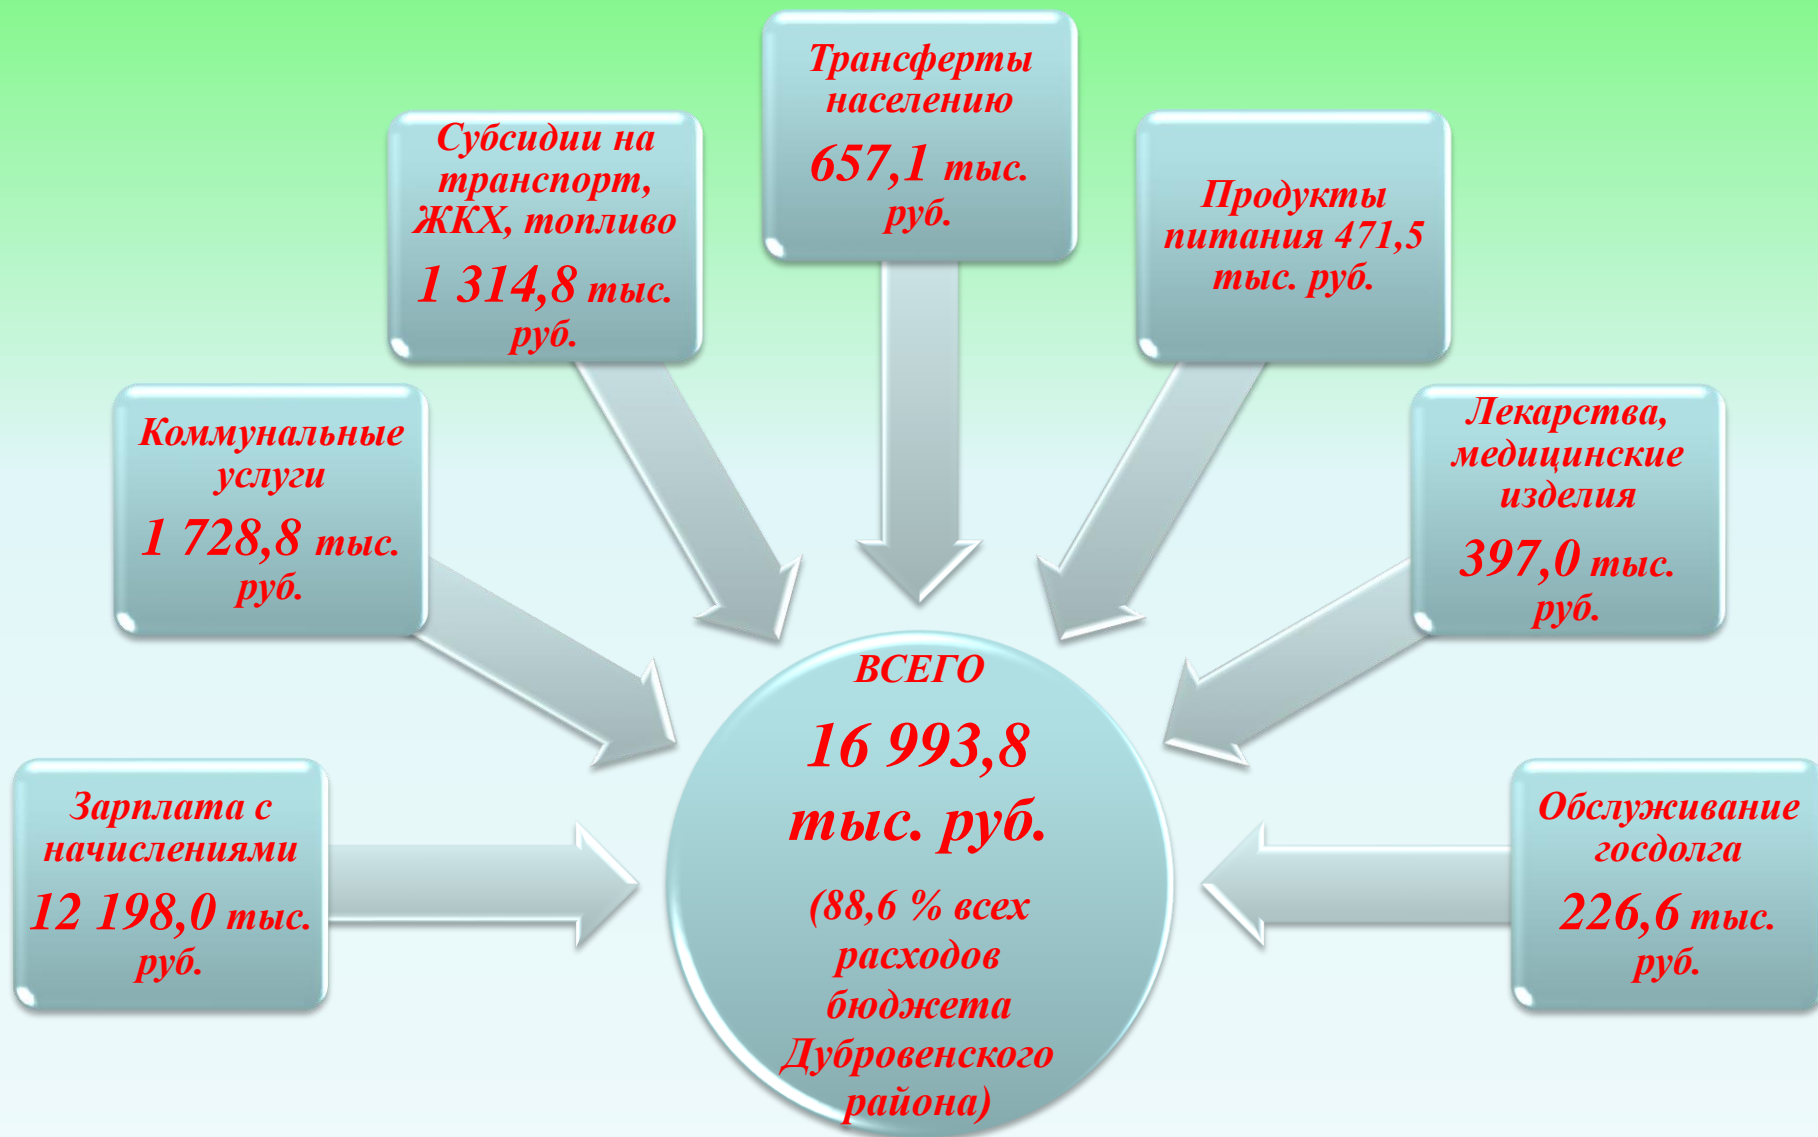 Трансферты
населению
657,1 тыс.
руб.
Субсидии на
транспорт,
ЖКХ, топливо
1 314,8 тыс.
руб.
Продукты
питания 471,5
тыс. руб.
Коммунальные
услуги
1 728,8 тыс.
руб.
Лекарства,
медицинские
изделия
397,0 тыс.
руб.
Зарплата с
начислениями
12 198,0 тыс.
руб.
ВСЕГО
16 993,8
тыс. руб.
(88,6 % всех
расходов
бюджета
Дубровенского
района)
Обслуживание
госдолга
226,6 тыс.
руб.